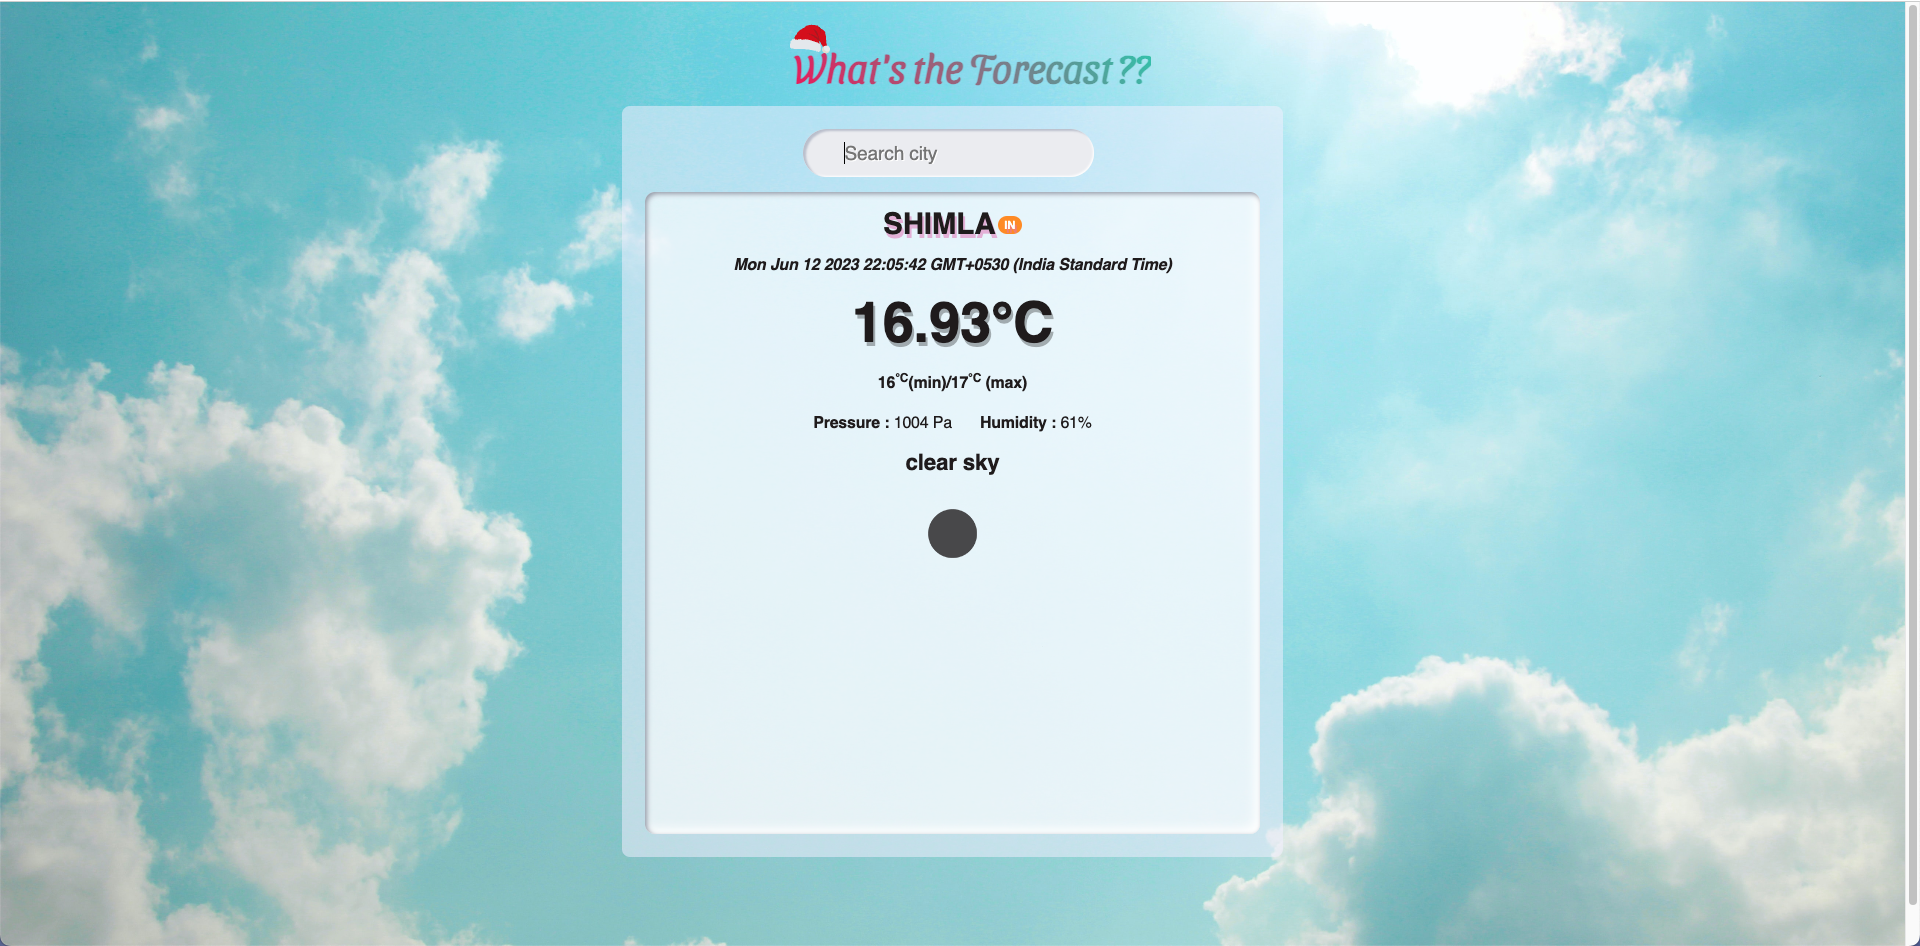 What's the Forecast ??
Search city
SHIMLA IN
Mon Jun 12 2023 22:05:42 GMT+0530 (India Standard Time)
16.93°C
16°C(min)/17°C (max)
Pressure : 1004 Pa Humidity : 61%
clear sky